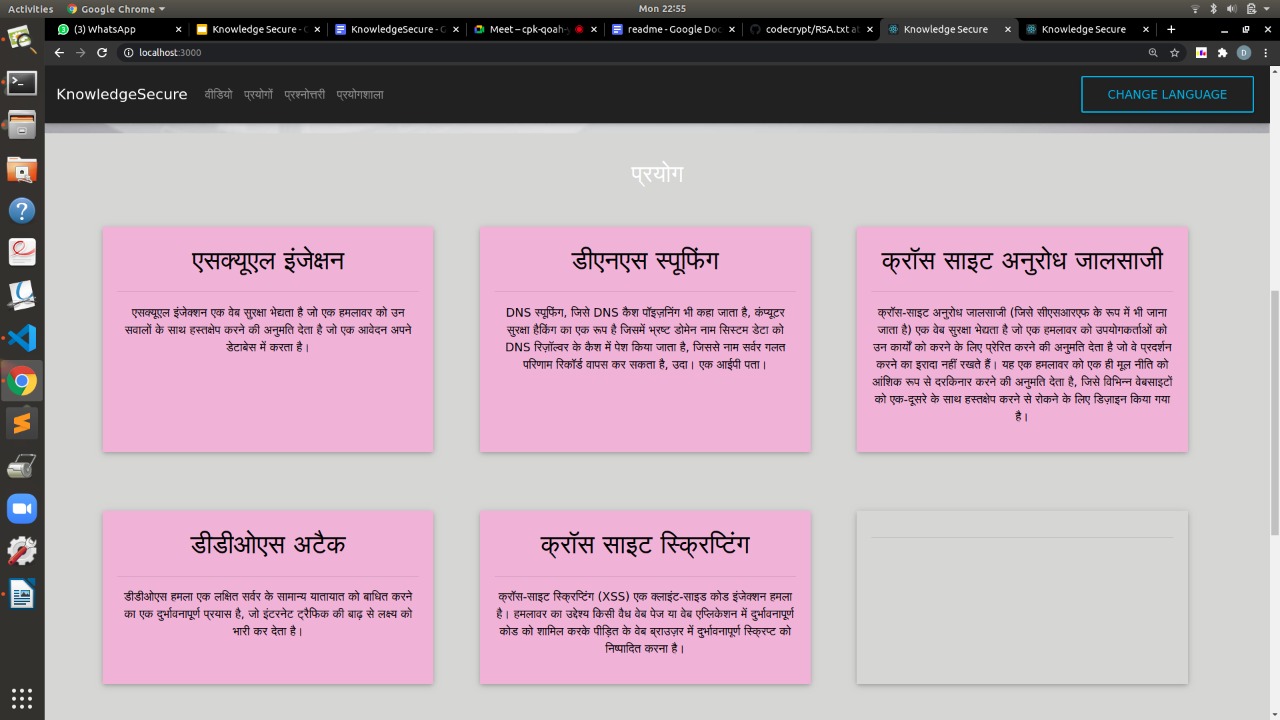 Activities
Google Chrome
Mon 22:55
(3) WhatsApp
Knowledge Secure - G
KnowledgeSecure - G
Meet – cpk-qoah-
readme - Google Doc
codecrypt/RSA.txt at
Knowledge Secure
Knowledge Secure
localhost:3000
D
KnowledgeSecure
वीडियो
प्रयोगों
प्रश्नोत्तरी
प्रयोगशाला
CHANGE LANGUAGE
प्रयोग
एसक्यूएल इंजेक्षन
एसक्यूएल इंजेक्शन एक वेब सुरक्षा भेद्यता है जो एक हमलावर को उन
सवालों के साथ हस्तक्षेप करने की अनुमति देता है जो एक आवेदन अपने
डेटाबेस में करता है।
डीएनएस स्पूफिंग
DNS स्पूफिंग, जिसे DNS कैश पॉइज़निंग भी कहा जाता है, कंप्यूटर
सुरक्षा हैकिंग का एक रूप है जिसमें भ्रष्ट डोमेन नाम सिस्टम डेटा को
DNS रिज़ॉल्वर के कैश में पेश किया जाता है, जिससे नाम सर्वर गलत
परिणाम रिकॉर्ड वापस कर सकता है, उदा। एक आईपी पता।
क्रॉस साइट अनुरोध जालसाजी
क्रॉस-साइट अनुरोध जालसाजी (जिसे सीएसआरएफ के रूप में भी जाना
जाता है) एक वेब सुरक्षा भेद्यता है जो एक हमलावर को उपयोगकर्ताओं को
उन कार्यों को करने के लिए प्रेरित करने की अनुमति देता है जो वे प्रदर्शन
करने का इरादा नहीं रखते हैं। यह एक हमलावर को एक ही मूल नीति को
आंशिक रूप से दरकिनार करने की अनुमति देता है, जिसे विभिन्न वेबसाइटों
को एक-दूसरे के साथ हस्तक्षेप करने से रोकने के लिए डिज़ाइन किया गया
है।
डीडीओएस अटैक
डीडीओएस हमला एक लक्षित सर्वर के सामान्य यातायात को बाधित करने
का एक दुर्भावनापूर्ण प्रयास है, जो इंटरनेट ट्रैफिक की बाढ़ से लक्ष्य को
भारी कर देता है।
क्रॉस साइट स्क्रिप्टिंग
क्रॉस-साइट स्क्रिप्टिंग (XSS) एक क्लाइंट-साइड कोड इंजेक्शन हमला
है। हमलावर का उद्देश्य किसी वैध वेब पेज या वेब एप्लिकेशन में दुर्भावनापूर्ण
कोड को शामिल करके पीड़ित के वेब ब्राउज़र में दुर्भावनापूर्ण स्क्रिप्ट को
निष्पादित करना है।